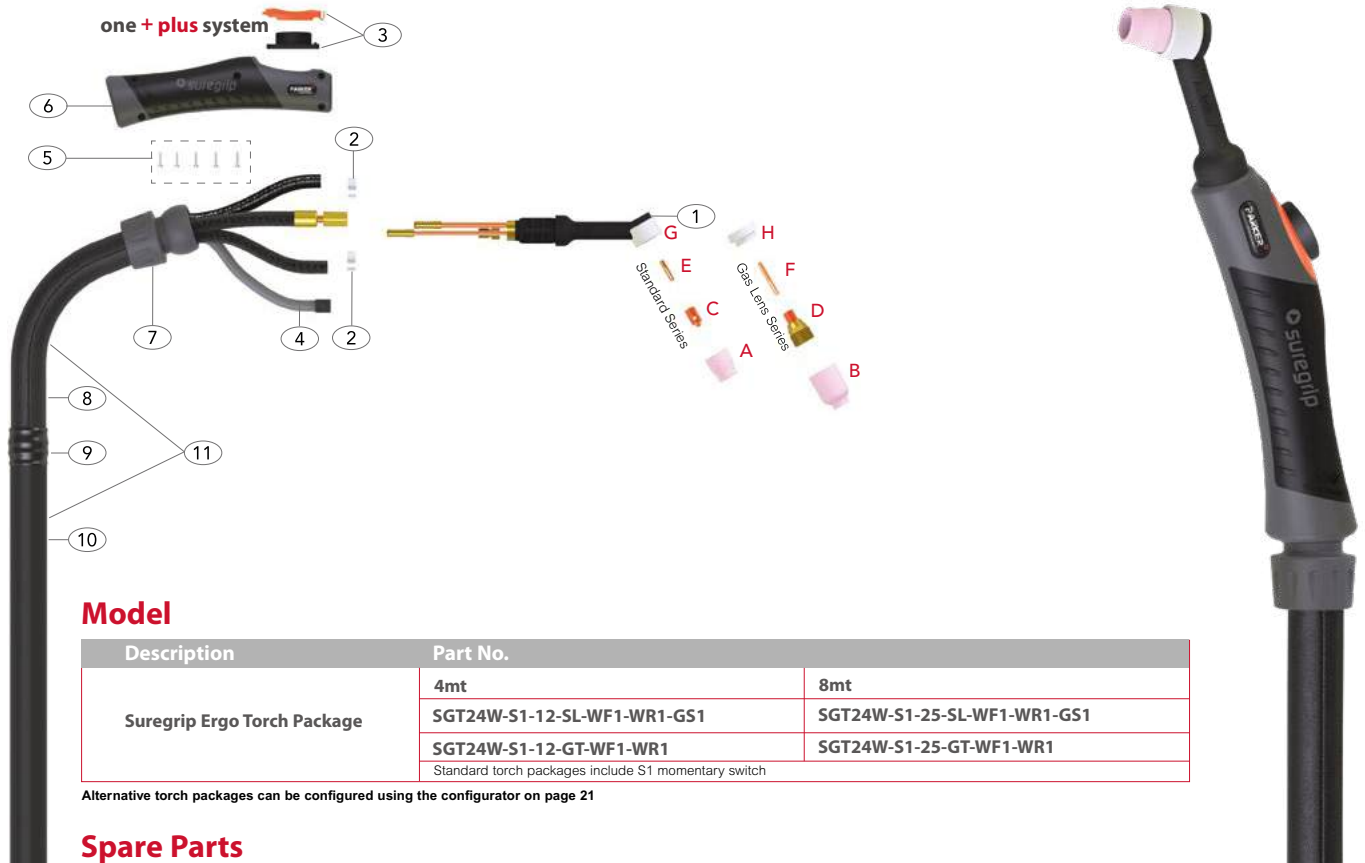 one + plus system
3
suregrip
PARKER
6
2
5
1
G
H
E
F
Standard Series
Gas Lens Series
C
D
A
B
7
4
2
8
9
11
10
PARKER
suregrip
Model
Description Part No.
4mt 8mt
Suregrip Ergo Torch Package
SGT24W-S1-12-SL-WF1-WR1-GS1 SGT24W-S1-25-SL-WF1-WR1-GS1
SGT24W-S1-12-GT-WF1-WR1 SGT24W-S1-25-GT-WF1-WR1
Standard torch packages include S1 momentary switch
Alternative torch packages can be configured using the configurator on page 21
Spare Parts